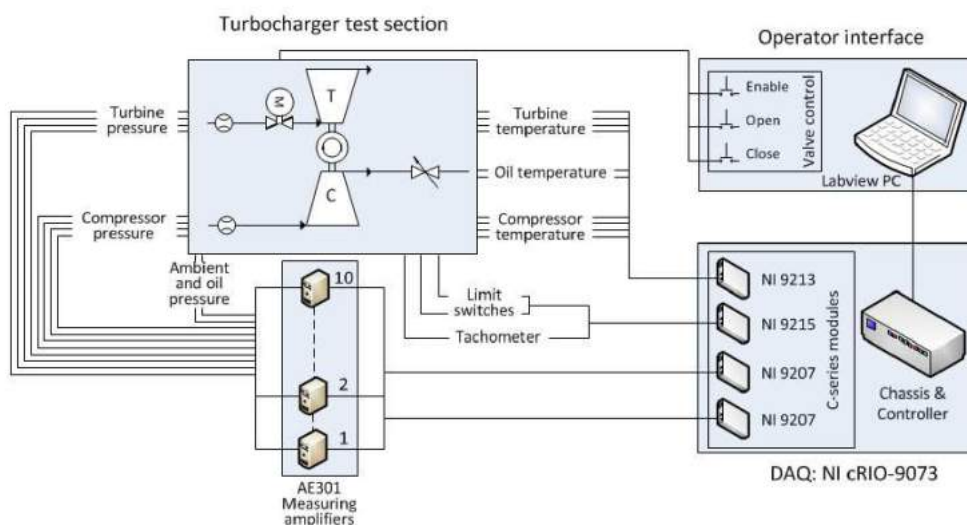 Turbocharger test section
Operator interface
M
T
C
Turbine
pressure
Compressor
pressure
Ambient
and oil
pressure
Turbine
temperature
Oil temperature
Compressor
temperature
Limit
switches
Tachometer
Enable
Open
Close
Valve control
Labview PC
10
2
1
AE301
Measuring
amplifiers
NI 9213
NI 9215
NI 9207
NI 9207
C-series modules
Chassis &
Controller
DAQ: NI cRIO-9073